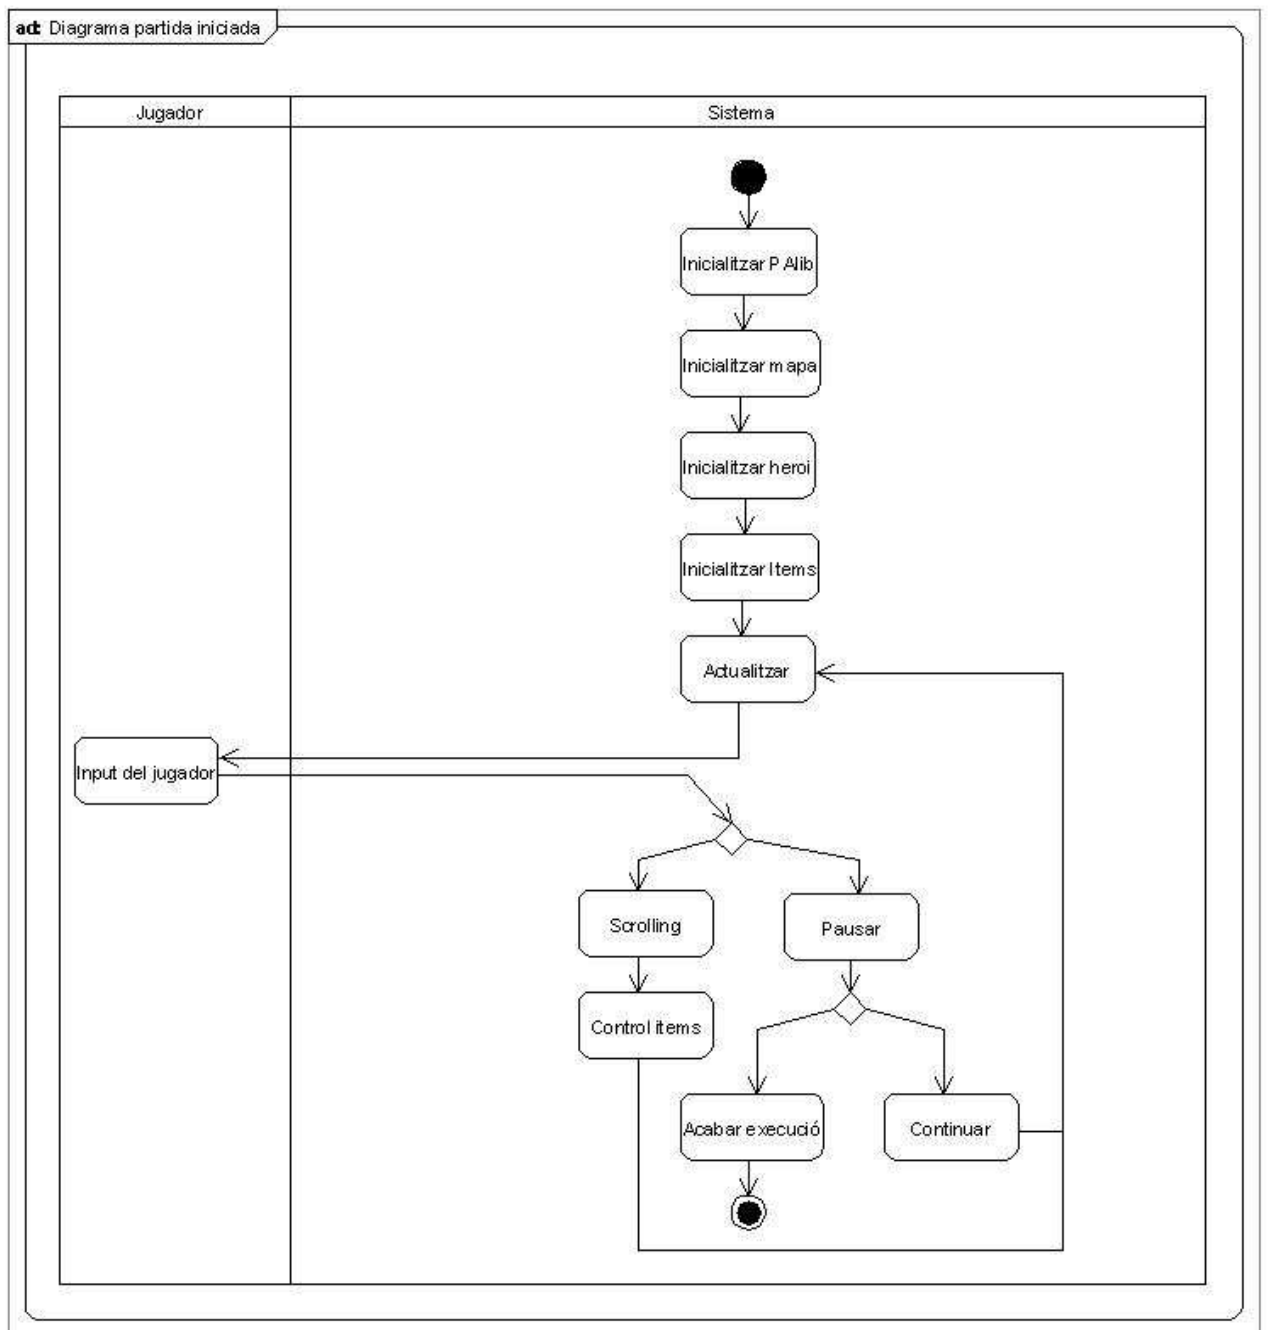 act Diagrama partida iniciada
Jugador
Sistema
Inicialitzar PAlib
Inicialitzar mapa
Inicialitzar heroi
Inicialitzar Items
Actualitzar
Input del jugador
Scrolling
Pausar
Control items
Acabar execució
Continuar